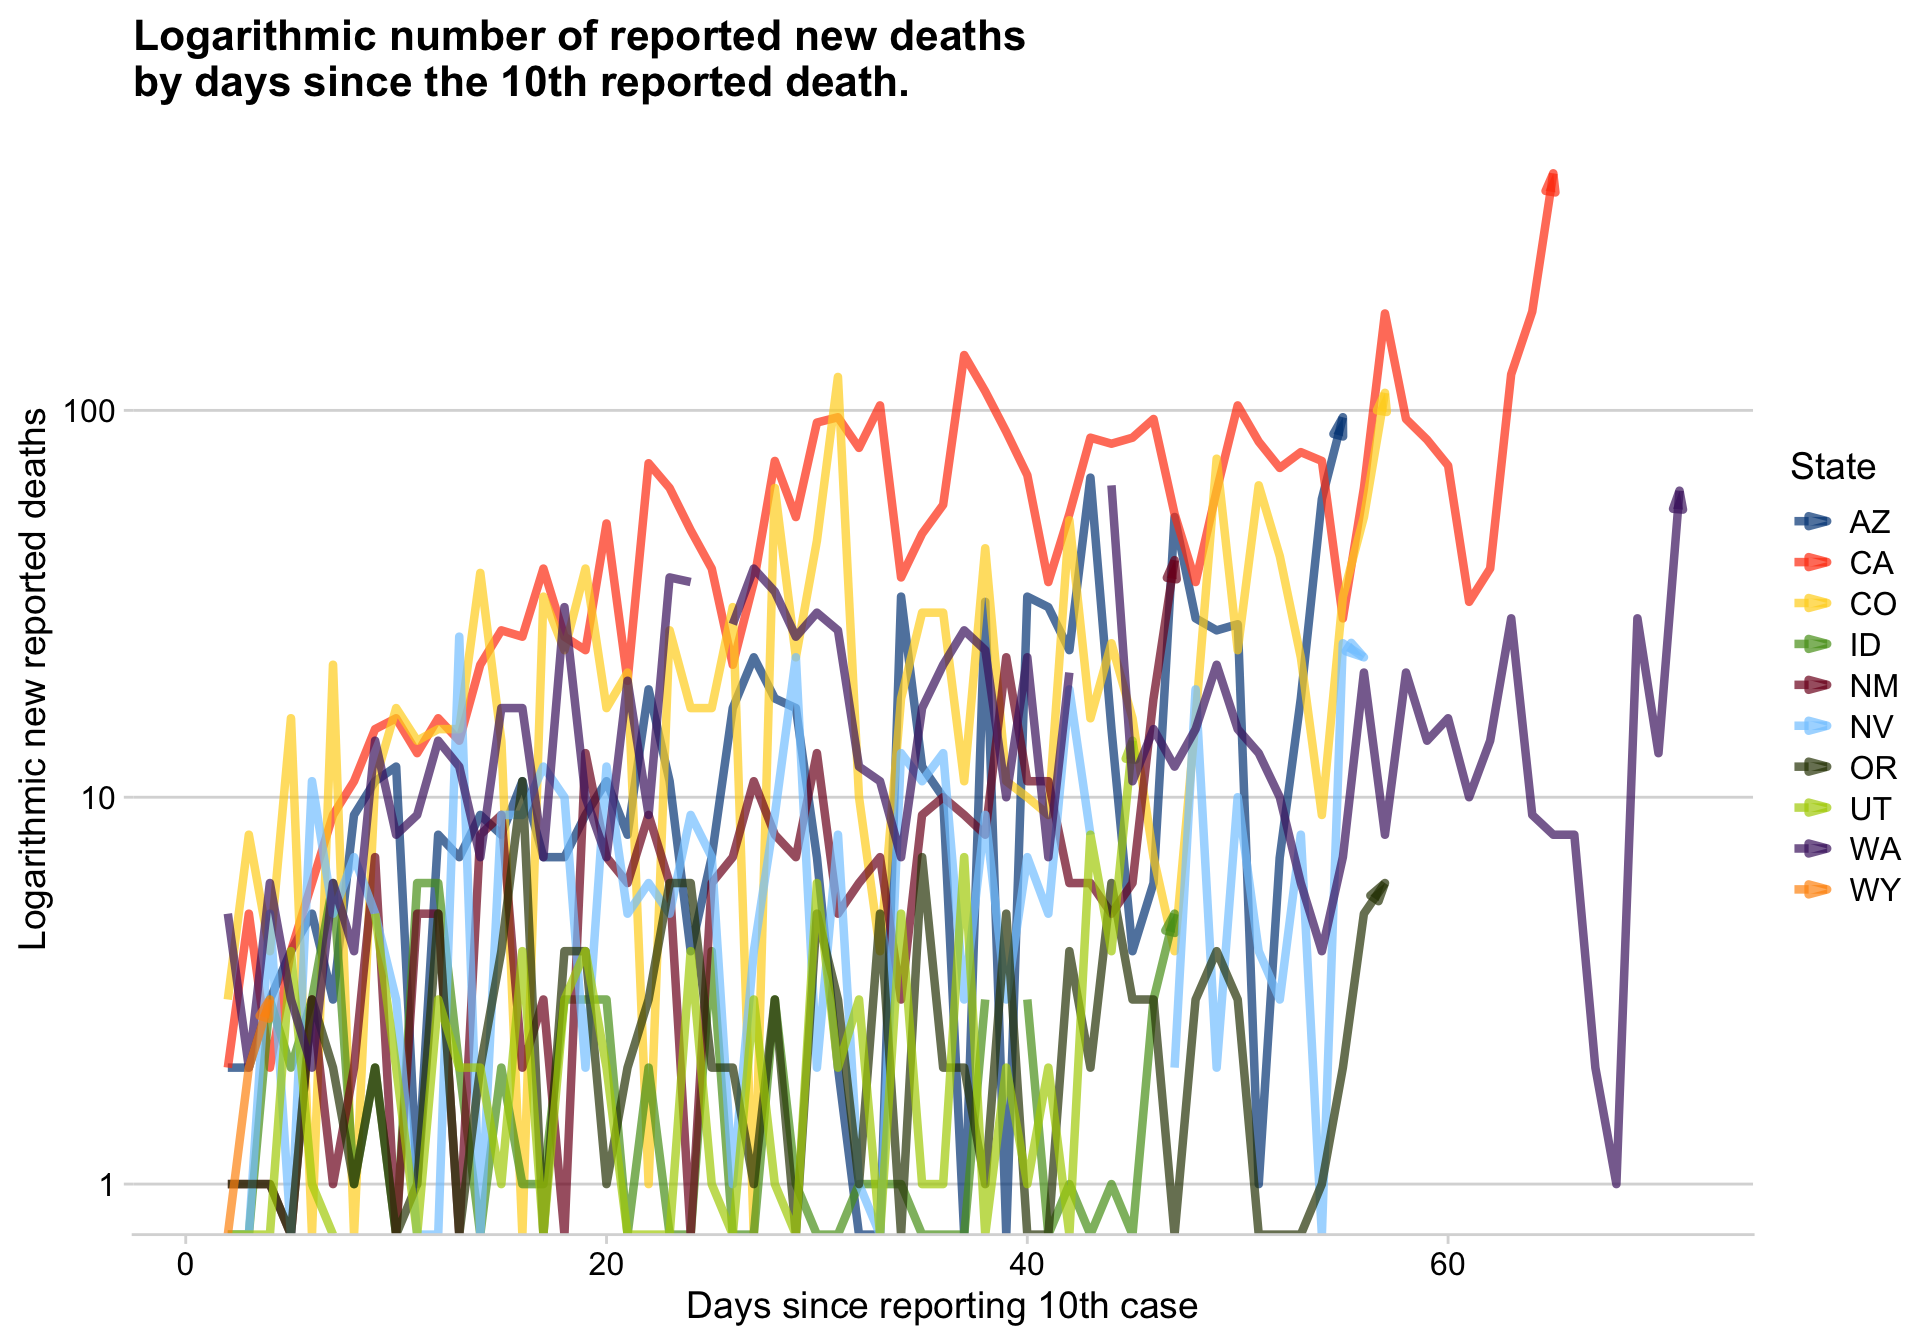 Logarithmic number of reported new deaths
by days since the 10th reported death.
Logarithmic new reported deaths
100
10
1
0
20
40
60
Days since reporting 10th case
State
AZ
CA
CO
ID
NM
NV
OR
UT
WA
WY